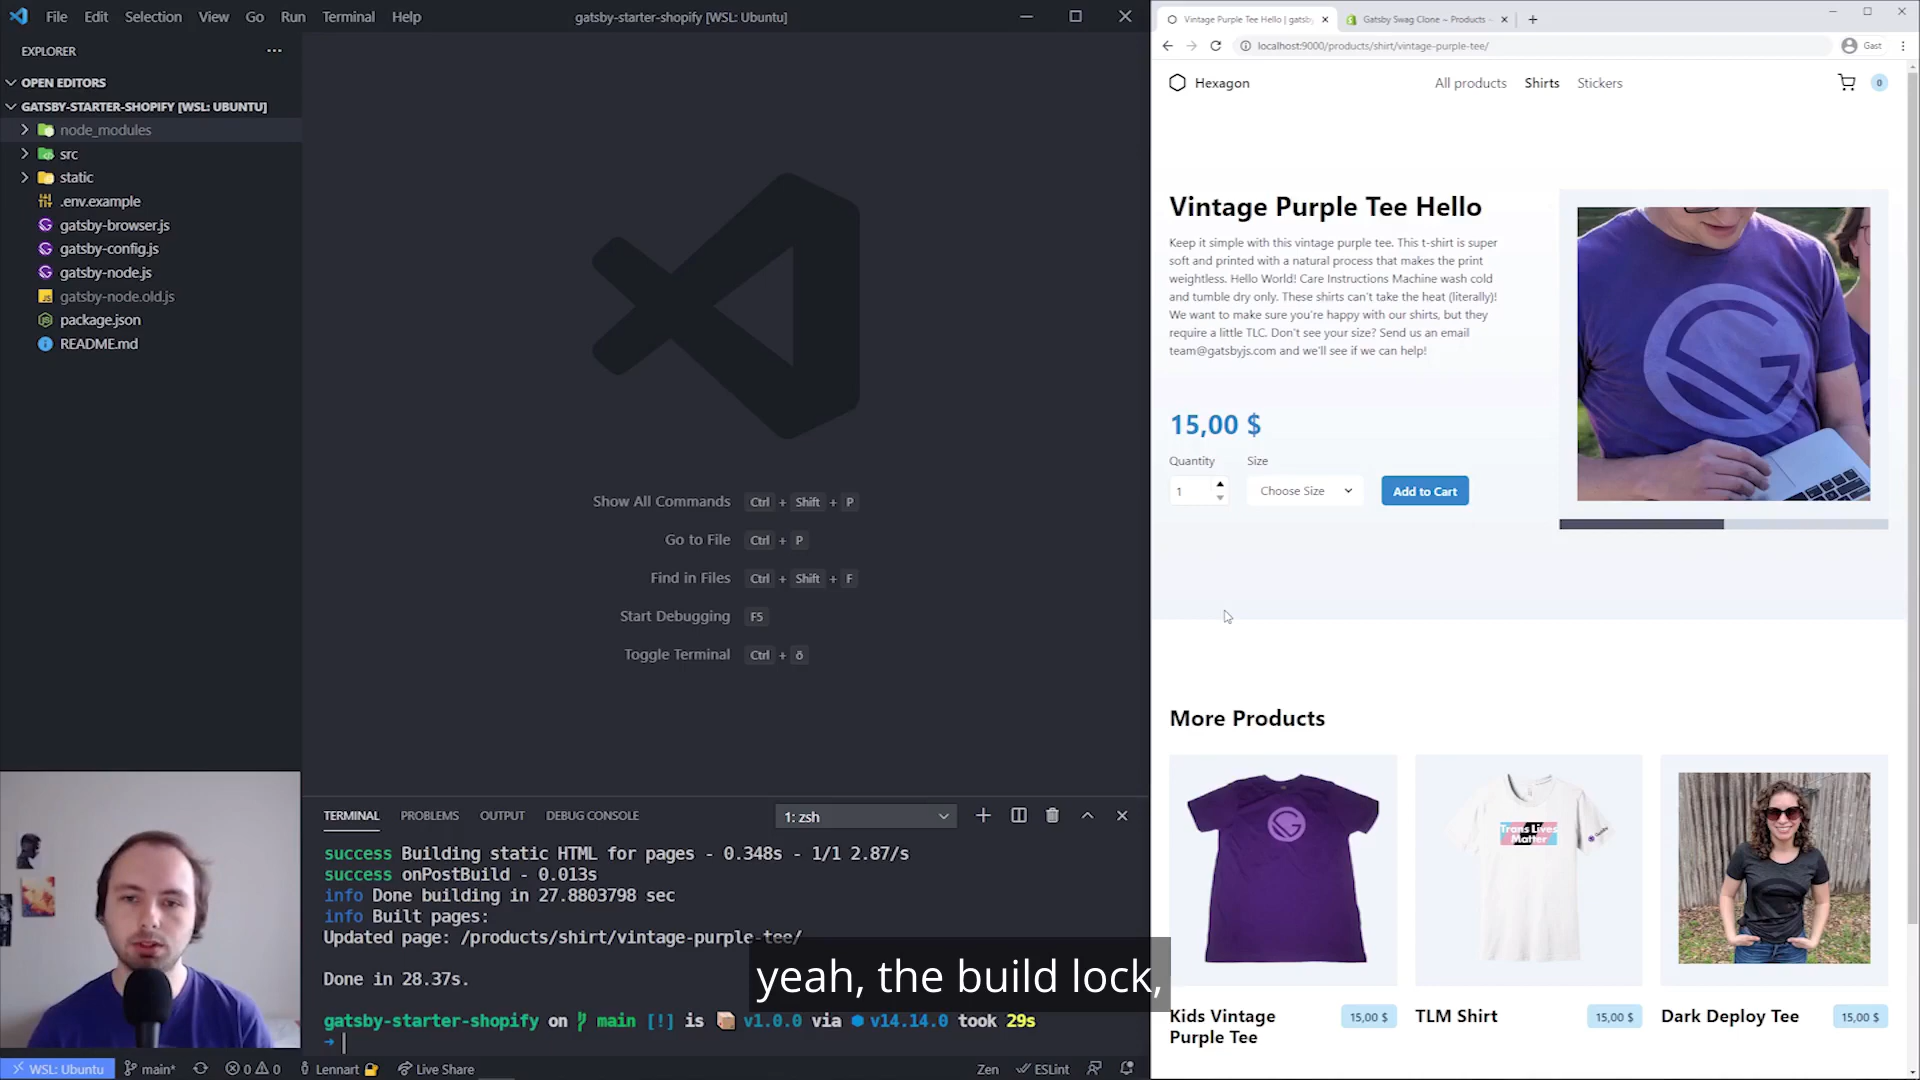 File Edit Selection View Go Run Terminal Help
gatsby-starter-shopify [WSL: Ubuntu]
EXPLORER
OPEN EDITORS
GATSBY-STARTER-SHOPIFY [WSL: UBUNTU]
node_modules
src
static
.env.example
gatsby-browser.js
gatsby-config.js
gatsby-node.js
gatsby-node.old.js
package.json
README.md
Show All Commands Ctrl + Shift + P
Go to File Ctrl + P
Find in Files Ctrl + Shift + F
Start Debugging F5
Toggle Terminal Ctrl + ö
TERMINAL PROBLEMS OUTPUT DEBUG CONSOLE
1: zsh
success Building static HTML for pages - 0.348s - 1/1 2.87/s
success onPostBuild - 0.013s
info Done building in 27.8803798 sec
info Built pages:
Updated page: /products/shirt/vintage-purple-tee/
Done in 28.37s.
gatsby-starter-shopify on main [!] is v1.0.0 via v14.14.0 took 29s
WSL: Ubuntu main* 0 0 Lennart Live Share Zen ESLint
yeah, the build lock,
Vintage Purple Tee Hello | gatsby
Gatsby Swag Clone ~ Products ~
localhost:9000/products/shirt/vintage-purple-tee/
Gast
Hexagon
All products Shirts Stickers
0
Vintage Purple Tee Hello
Keep it simple with this vintage purple tee. This t-shirt is super
soft and printed with a natural process that makes the print
weightless. Hello World! Care Instructions Machine wash cold
and tumble dry only. These shirts can't take the heat (literally)!
We want to make sure you're happy with our shirts, but they
require a little TLC. Don't see your size? Send us an email
team@gatsbyjs.com and we'll see if we can help!
15,00 $
Quantity Size
1 Choose Size Add to Cart
More Products
Trans Lives
Matter
Kids Vintage
Purple Tee
15,00 $
TLM Shirt 15,00 $
Dark Deploy Tee 15,00 $